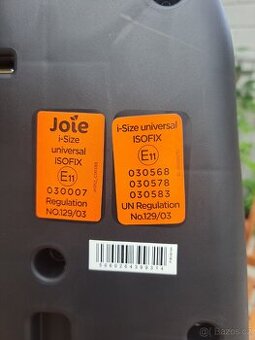 Joie
i-Size
universal
ISOFIX
E11
030007
Regulation
No.129/03
i-Size universal
ISOFIX
E11
030568
030578
030583
UN Regulation
No.129/03